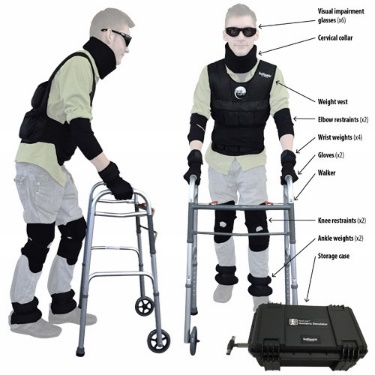 Visual impairment
glasses (x6)
Cervical collar
Weight vest
Elbow restraints (x2)
Wrist weights (x4)
Gloves (x2)
Walker
Knee restraints (x2)
Ankle weights (x2)
Storage case